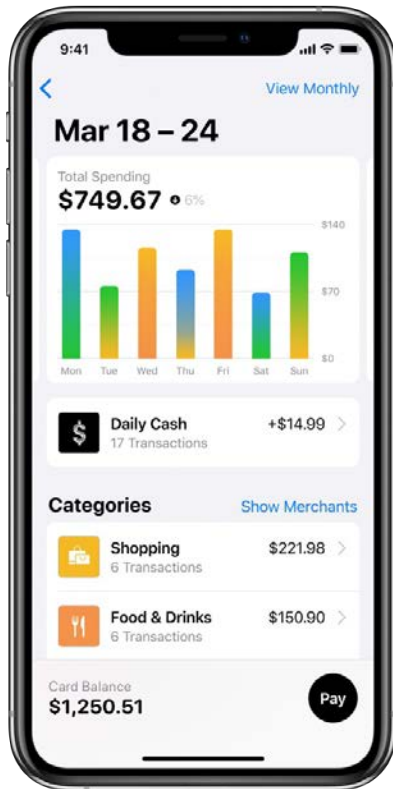 9:41
View Monthly
Mar 18 – 24
Total Spending
$749.67 6%
$140
$70
$0
Mon Tue Wed Thu Fri Sat Sun
$ Daily Cash +$14.99
17 Transactions
Categories Show Merchants
Shopping $221.98
6 Transactions
Food & Drinks $150.90
6 Transactions
Card Balance
$1,250.51
Pay